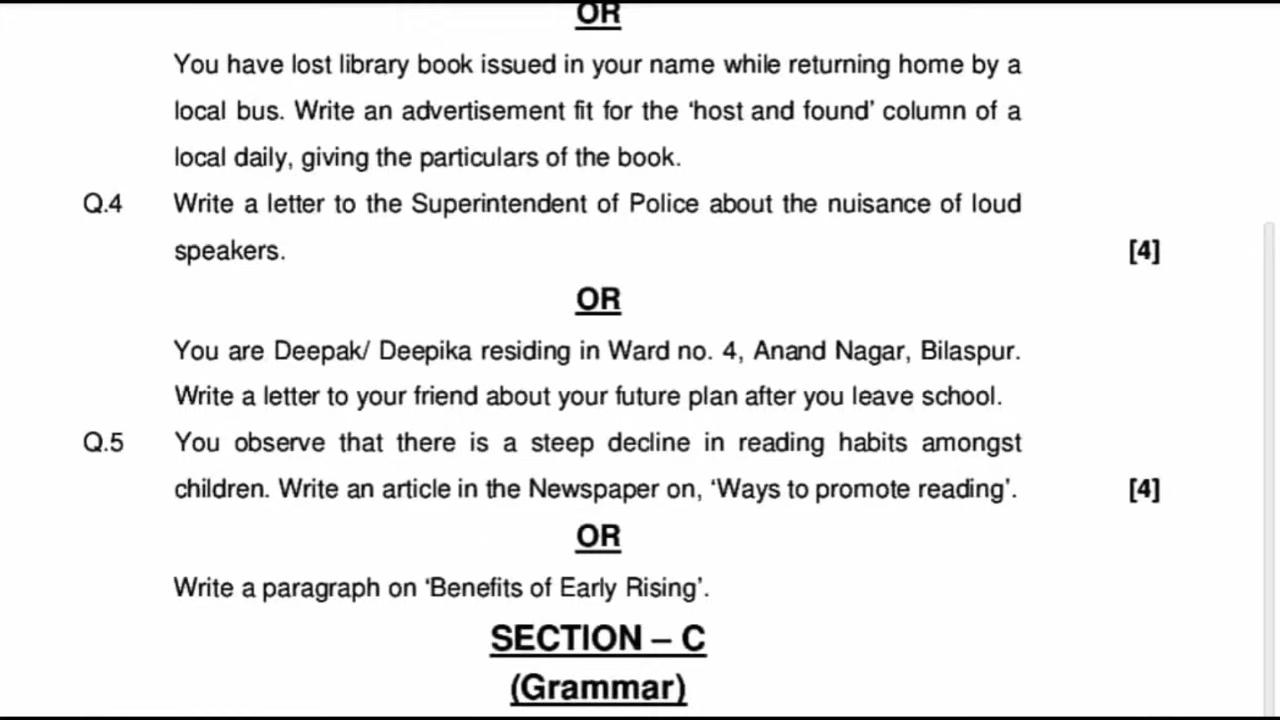 OR
You have lost library book issued in your name while returning home by a
local bus. Write an advertisement fit for the ‘host and found’ column of a
local daily, giving the particulars of the book.
Q.4 Write a letter to the Superintendent of Police about the nuisance of loud
speakers. [4]
OR
You are Deepak/ Deepika residing in Ward no. 4, Anand Nagar, Bilaspur.
Write a letter to your friend about your future plan after you leave school.
Q.5 You observe that there is a steep decline in reading habits amongst
children. Write an article in the Newspaper on, ‘Ways to promote reading’. [4]
OR
Write a paragraph on ‘Benefits of Early Rising’.
SECTION – C
(Grammar)